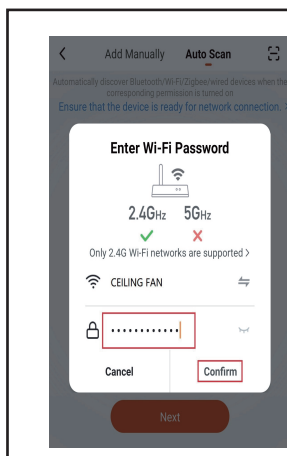 Add Manually Auto Scan
Automatically discover Bluetooth/Wi-Fi/Zigbee/wired devices when the
corresponding permission is turned on
Ensure that the device is ready for network connection.
Enter Wi-Fi Password
2.4GHz 5GHz
Only 2.4G Wi-Fi networks are supported >
CEILING FAN
Cancel Confirm
Next